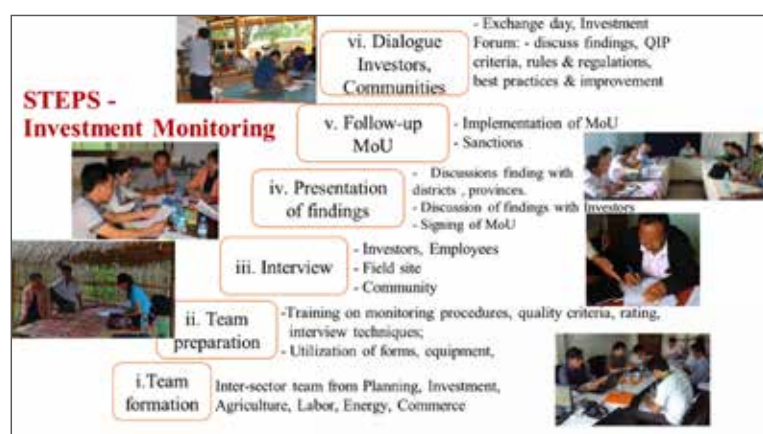 STEPS -
Investment Monitoring
vi. Dialogue
Investors,
Communities
- Exchange day, Investment
Forum: - discuss findings, QIP
criteria, rules & regulations,
best practices & improvement
v. Follow-up
MoU
- Implementation of MoU
- Sanctions
iv. Presentation
of findings
- Discussions finding with
districts , provinces.
- Discussion of findings with Investors
- Signing of MoU
iii. Interview
- Investors, Employees
- Field site
- Community
ii. Team
preparation
-Training on monitoring procedures, quality criteria, rating,
interview techniques;
- Utilization of forms, equipment,
i.Team
formation
Inter-sector team from Planning, Investment,
Agriculture, Labor, Energy, Commerce